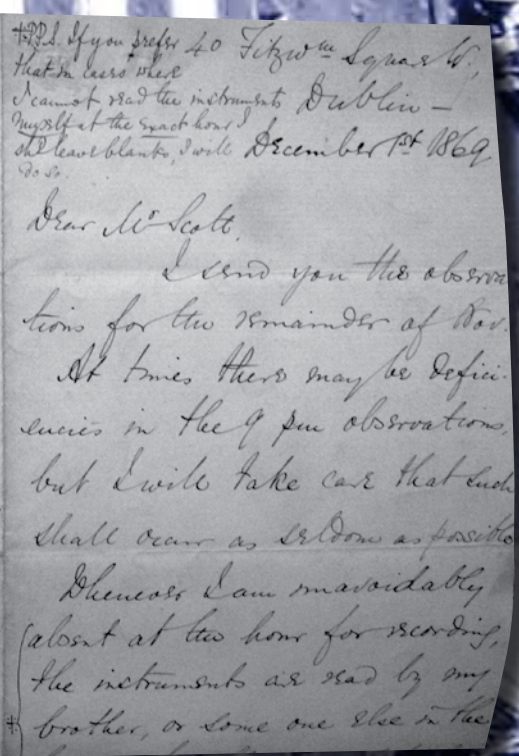 ‡P.P.S. If you prefer
that in cases where
I cannot read the instruments
myself at the exact hour I
shd leave blanks, I will
do so.
40 Fitzwm Square W.,
Dublin —
December 1st 1869
Dear Mr Scott,
I send you the observa
tions for the remainder of Nov.
At times there may be defici-
encies in the 9 pm observations,
but I will take care that such
shall occur as seldom as possible
Whenever I am unavoidably
(absent at the hour for recording,
the instruments are read by my
‡ brother, or some one else in the